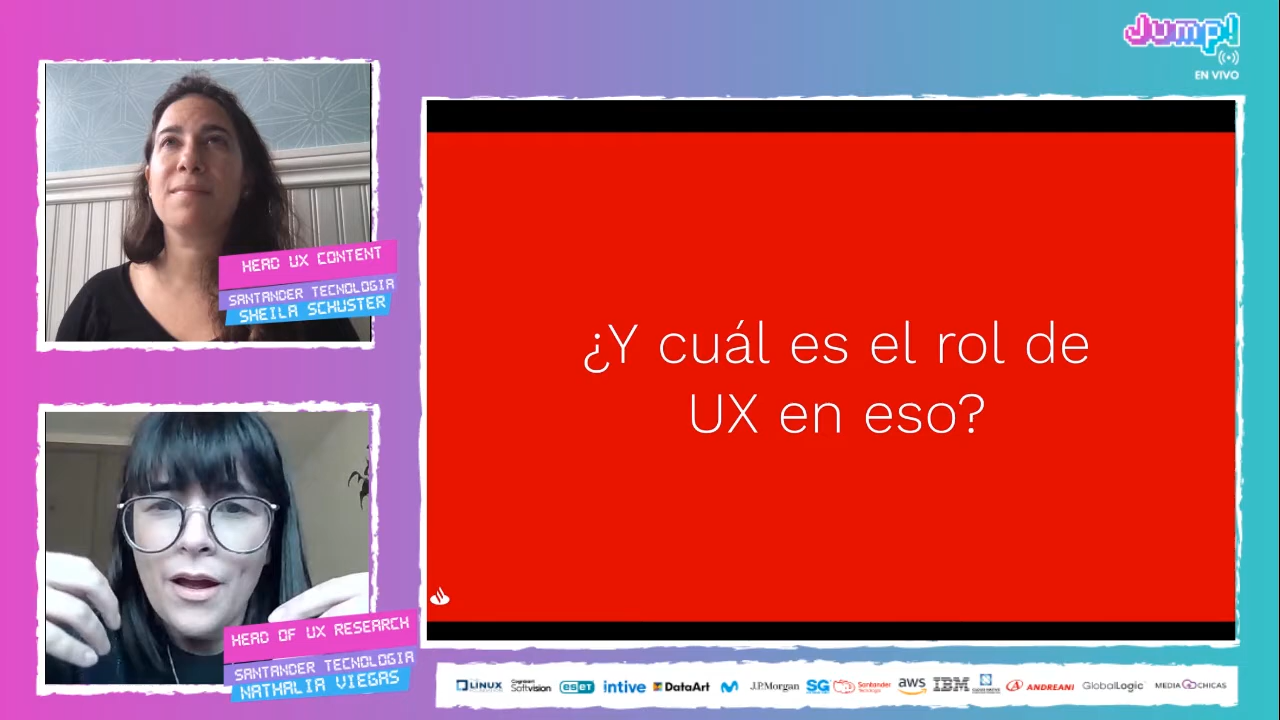 Jump!
EN VIVO
HEAD UX CONTENT
SANTANDER TECNOLOGIA
SHEILA SCHUSTER
¿Y cuál es el rol de
UX en eso?
HEAD OF UX RESEARCH
SANTANDER TECNOLOGIA
NATHALIA VIEGAS
LINUX Cognizant Softvision eseT intive DataArt J.P.Morgan SG Santander Tecnología aws IBM ANDREANI GlobalLogic MEDIA CHICAS